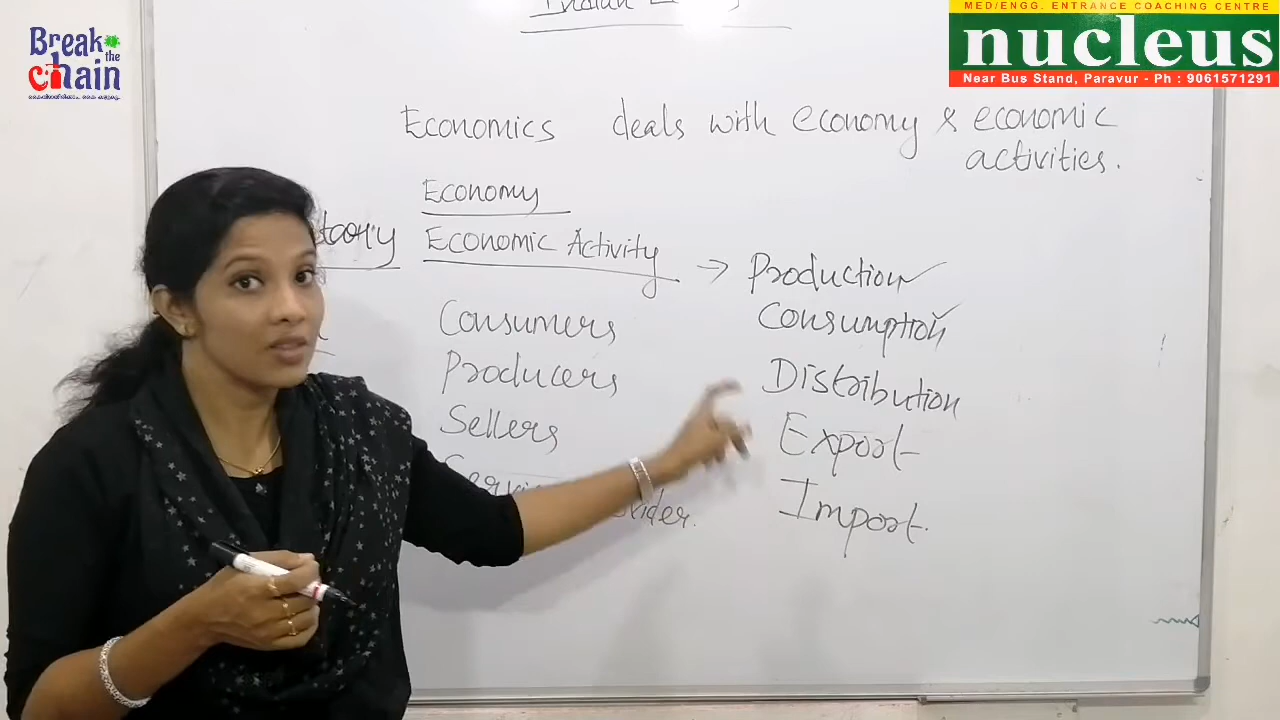 Break
the
chain
MED/ENGG. ENTRANCE COACHING CENTRE
nucleus
Near Bus Stand, Paravur - Ph : 9061571291
Indian
Economics deals with economy & economic
activities.
Economy
Economic Activity → Production
Consumers
Producers
Sellers
Consumption
Distribution
Export
Import.